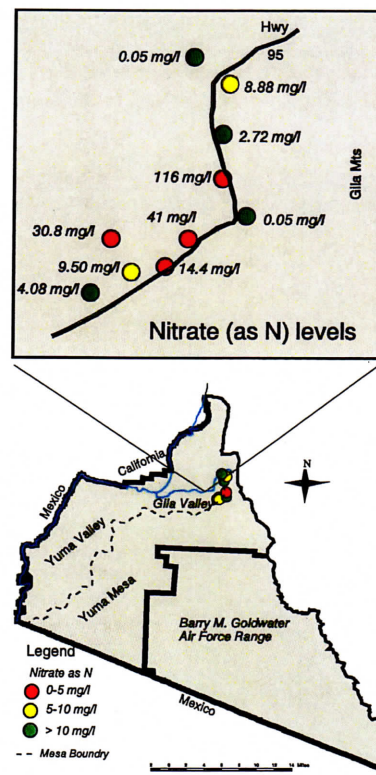 Hwy
95
0.05 mg/l
8.88 mg/l
2.72 mg/l
116 mg/l
Gila Mts
41 mg/l
0.05 mg/l
30.8 mg/l
9.50 mg/l
14.4 mg/l
4.08 mg/l
Nitrate (as N) levels
California
N
Mexico
Gila Valley
Yuma Valley
Yuma Mesa
Barry M. Goldwater
Air Force Range
Legend
Nitrate as N
0-5 mg/l
5-10 mg/l
> 10 mg/l
Mexico
--- Mesa Boundry
14 Miles